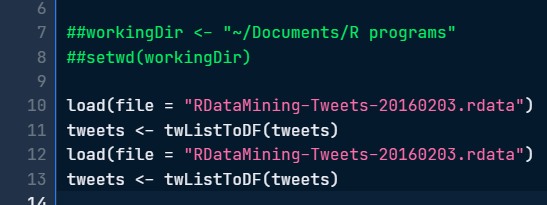 6
7 ##workingDir <- "~/Documents/R programs"
8 ##setwd(workingDir)
9
10 load(file = "RDataMining-Tweets-20160203.rdata")
11 tweets <- twListToDF(tweets)
12 load(file = "RDataMining-Tweets-20160203.rdata")
13 tweets <- twListToDF(tweets)
14